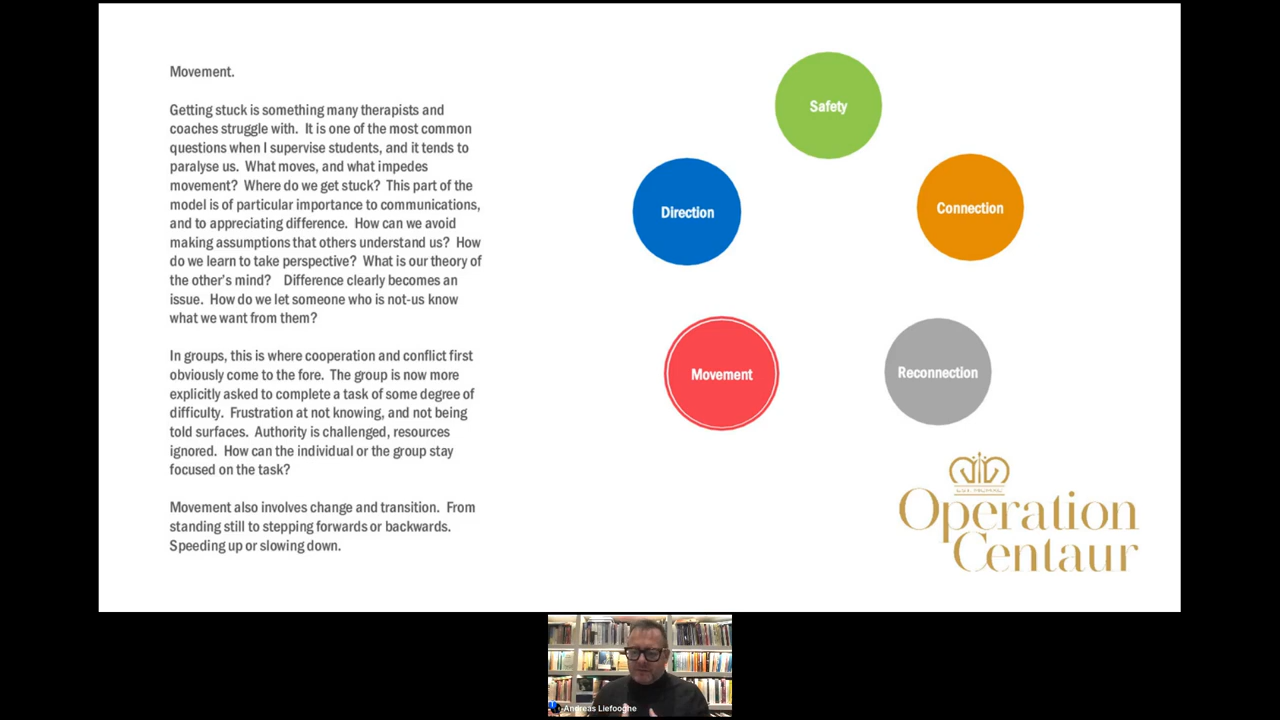 Movement.
Getting stuck is something many therapists and
coaches struggle with.  It is one of the most common
questions when I supervise students, and it tends to
paralyse us.  What moves, and what impedes
movement?  Where do we get stuck?  This part of the
model is of particular importance to communications,
and to appreciating difference.  How can we avoid
making assumptions that others understand us?  How
do we learn to take perspective?  What is our theory of
the other's mind?    Difference clearly becomes an
issue.  How do we let someone who is not-us know
what we want from them?
In groups, this is where cooperation and conflict first
obviously come to the fore.  The group is now more
explicitly asked to complete a task of some degree of
difficulty.  Frustration at not knowing, and not being
told surfaces.  Authority is challenged, resources
ignored.  How can the individual or the group stay
focused on the task?
Movement also involves change and transition.  From
standing still to stepping forwards or backwards.
Speeding up or slowing down.
Safety
Direction
Connection
Movement
Reconnection
Operation
Centaur
Andreas Liefooghe